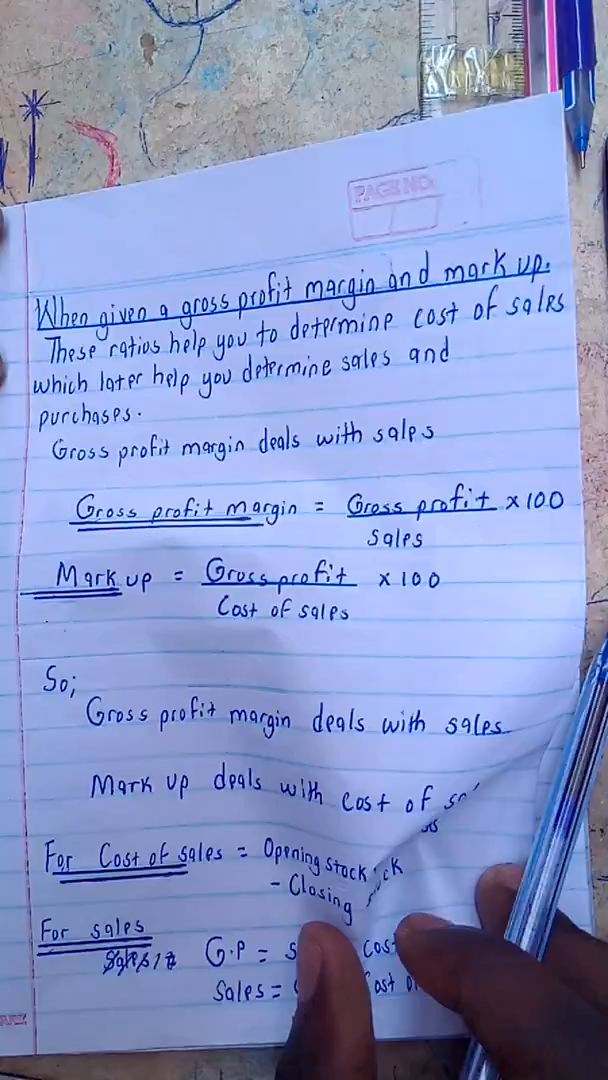 PAGE NO:
When given a gross profit margin and mark up.
These ratios help you to determine cost of sales
which later help you determine sales and
purchases.
Gross profit margin deals with sales
Gross profit margin = Gross profit × 100
Sales
Mark up = Gross profit × 100
Cost of sales
So;
Gross profit margin deals with sales
Mark up deals with cost of
For Cost of sales = Opening stock
- Closing
For sales
G.P =
Sales =